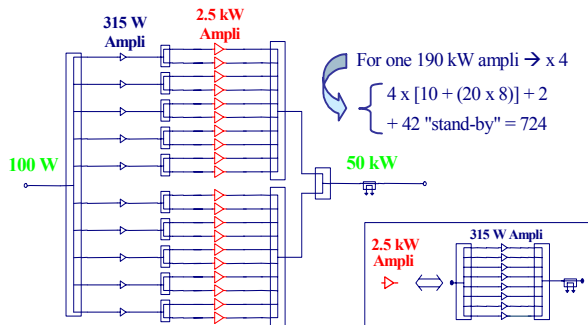 315 W
Ampli
2.5 kW
Ampli
For one 190 kW ampli → x 4
4 x [10 + (20 x 8)] + 2
+ 42 "stand-by" = 724
100 W
50 kW
315 W Ampli
2.5 kW
Ampli